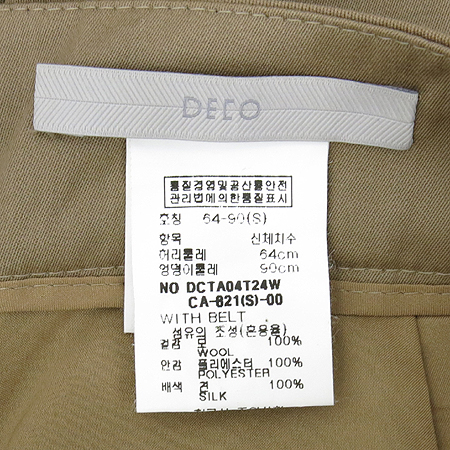 DECO
품질경영및공산품안전
관리법에의한품질표시
호칭 64-90(S)
항목 신체치수
허리둘레 64cm
엉덩이둘레 90cm
NO DCTA04T24W
CA-821(S)-00
WITH BELT
섬유의 조성(혼용율)
겉감 모 100%
WOOL
안감 폴리에스터 100%
POLYESTER
배색 견 100%
SILK